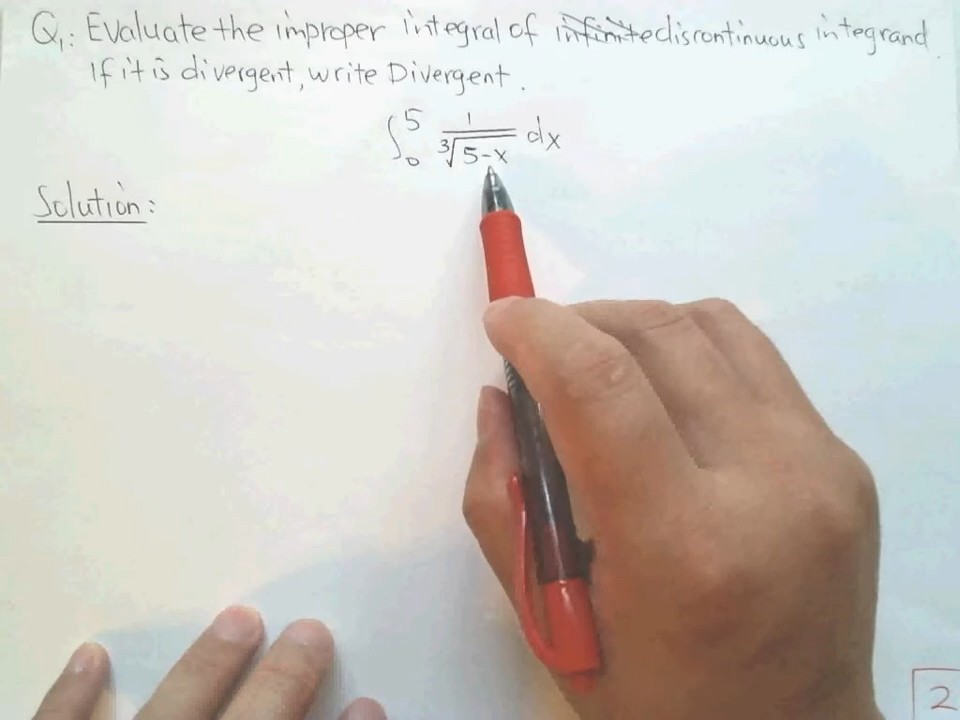 Q1: Evaluate the improper integral of infinite discontinuous integrand.
If it is divergent, write Divergent.
∫₀⁵ 1/∛(5-x) dx
Solution:
2